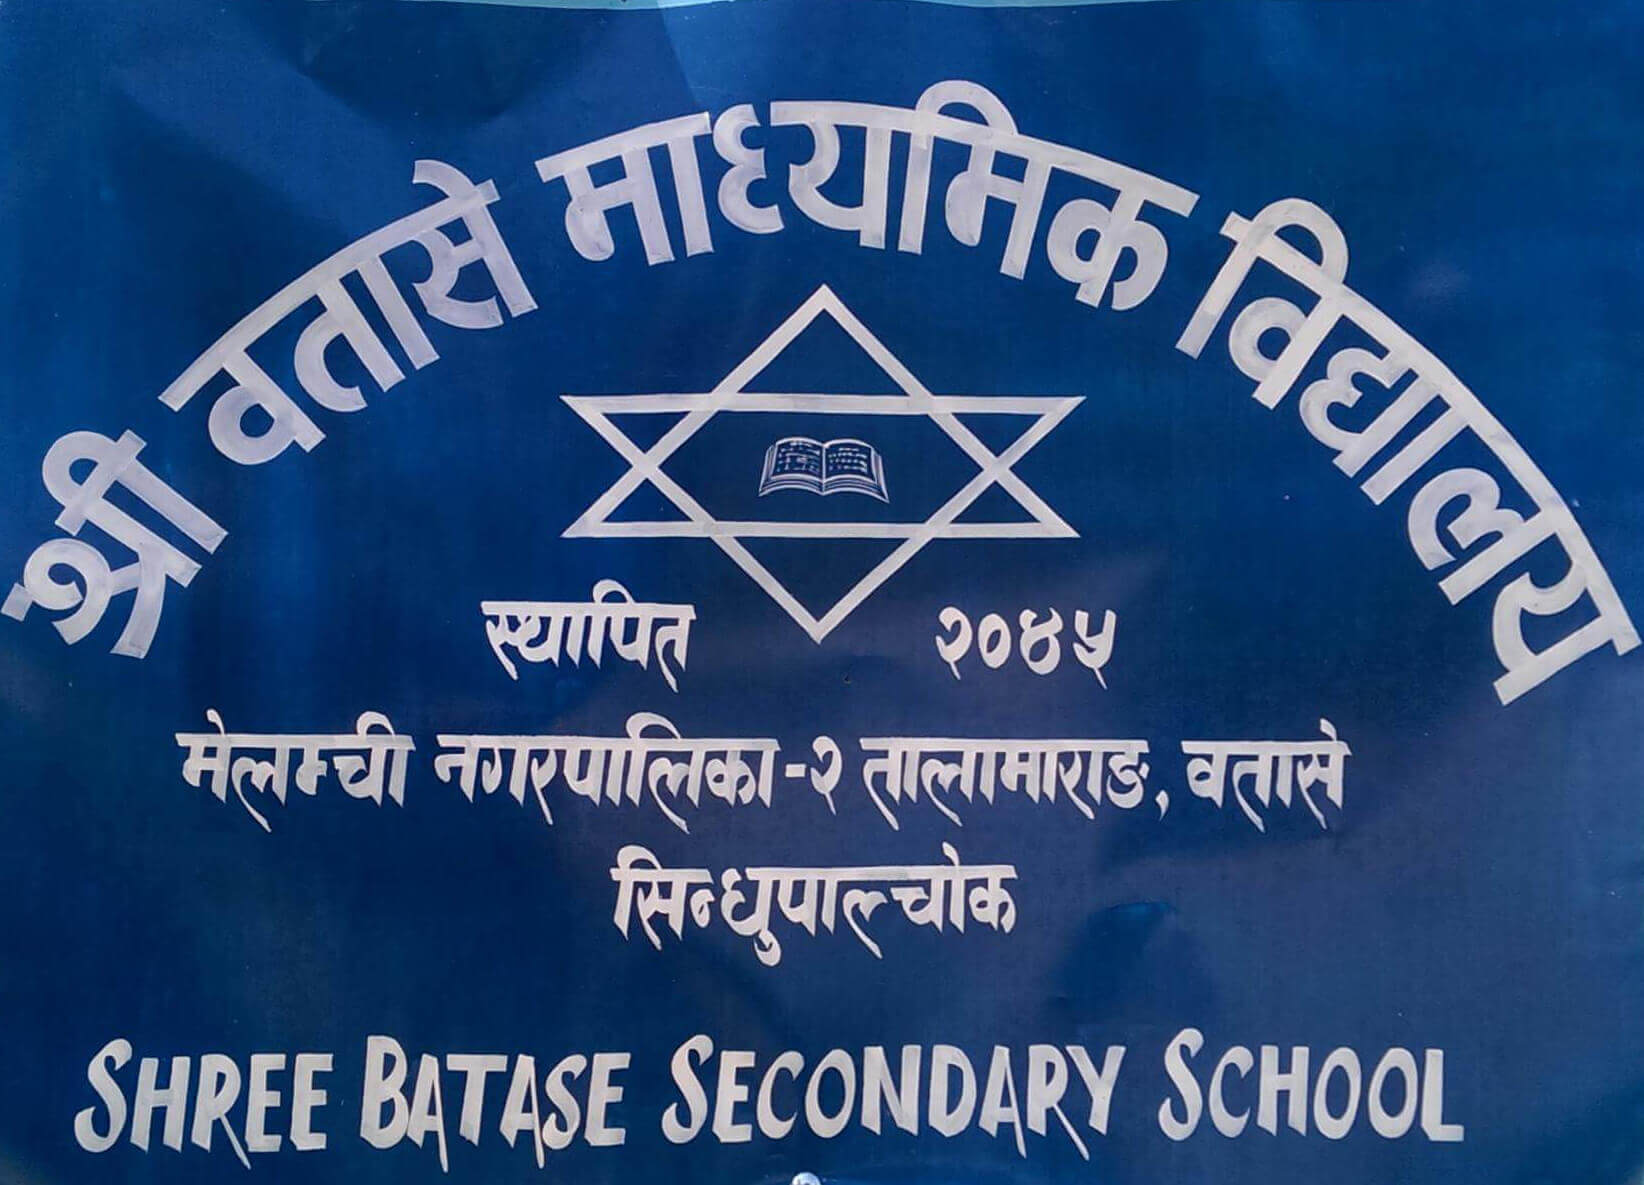 श्री वतासे माध्यमिक विद्यालय
स्थापित २०४५
मेलम्ची नगरपालिका-२ तालामाराङ, वतासे
सिन्धुपाल्चोक
SHREE BATASE SECONDARY SCHOOL